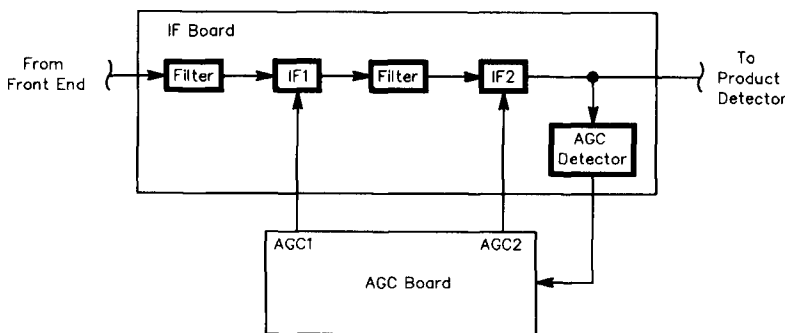 IF Board
From
Front End
Filter
IF1
Filter
IF2
To
Product
Detector
AGC
Detector
AGC1
AGC2
AGC Board